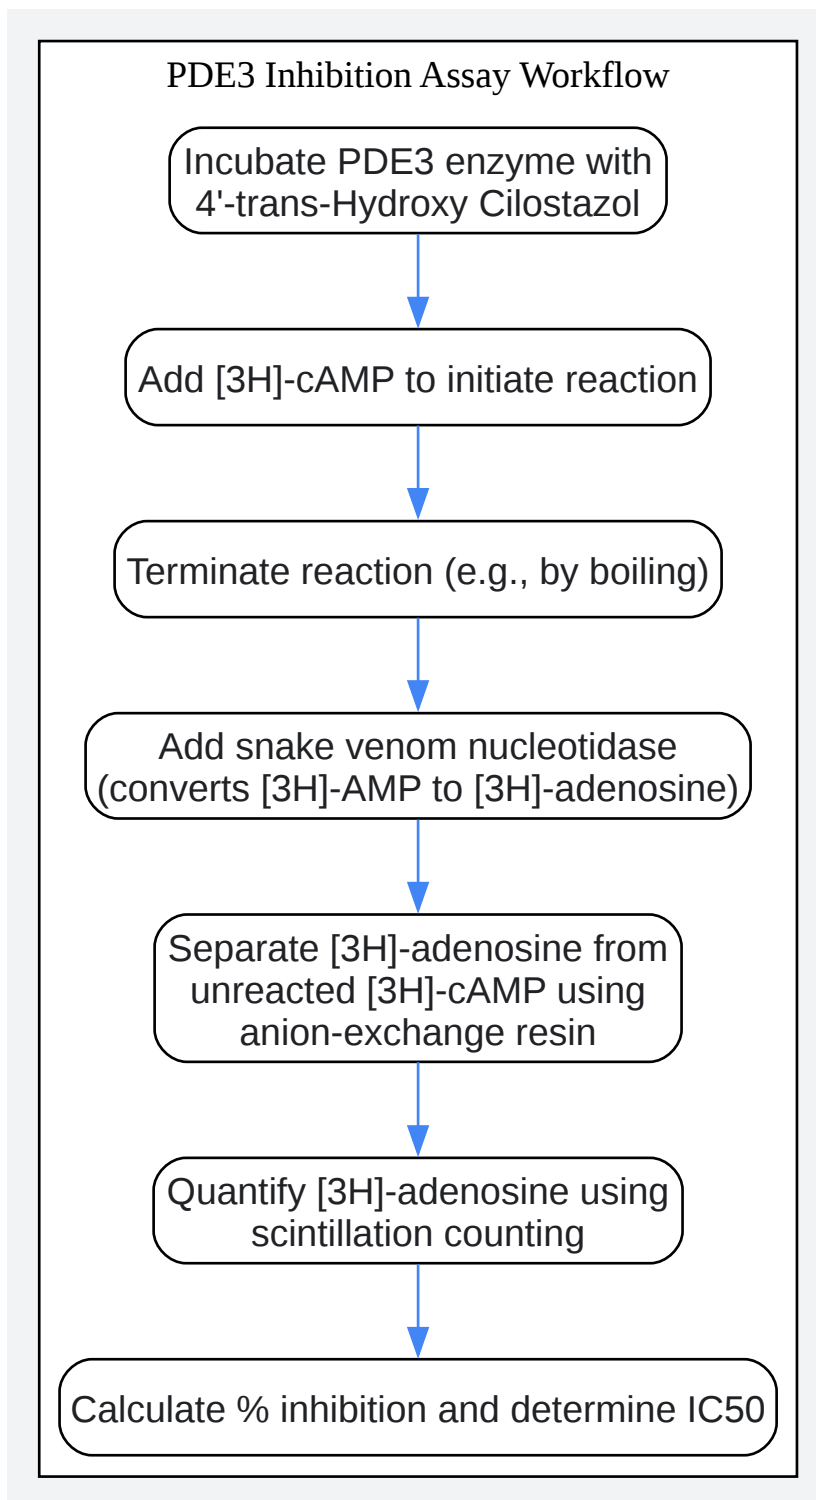 PDE3 Inhibition Assay Workflow
Incubate PDE3 enzyme with
4'-trans-Hydroxy Cilostazol
Add [3H]-cAMP to initiate reaction
Terminate reaction (e.g., by boiling)
Add snake venom nucleotidase
(converts [3H]-AMP to [3H]-adenosine)
Separate [3H]-adenosine from
unreacted [3H]-cAMP using
anion-exchange resin
Quantify [3H]-adenosine using
scintillation counting
Calculate % inhibition and determine IC50